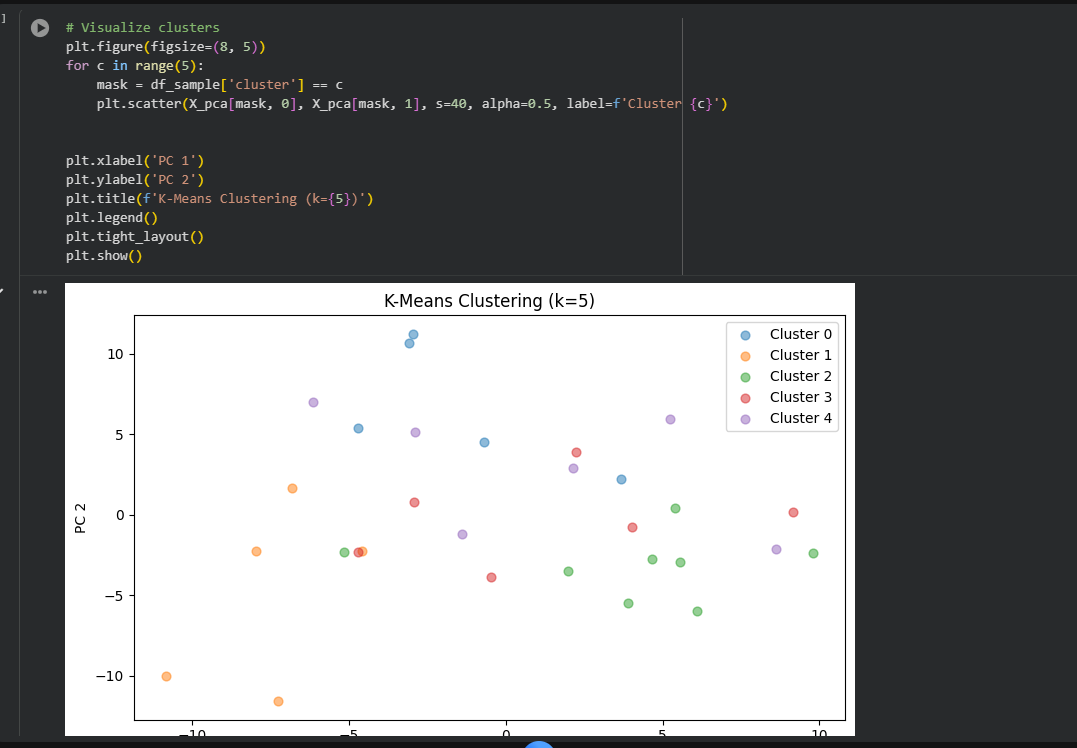 ]
# Visualize clusters
plt.figure(figsize=(8, 5))
for c in range(5):
    mask = df_sample['cluster'] == c
    plt.scatter(X_pca[mask, 0], X_pca[mask, 1], s=40, alpha=0.5, label=f'Cluster {c}')
plt.xlabel('PC 1')
plt.ylabel('PC 2')
plt.title(f'K-Means Clustering (k={5})')
plt.legend()
plt.tight_layout()
plt.show()
K-Means Clustering (k=5)
Cluster 0
Cluster 1
Cluster 2
Cluster 3
Cluster 4
10
5
0
−5
−10
PC 2
−10 −5 0 5 10